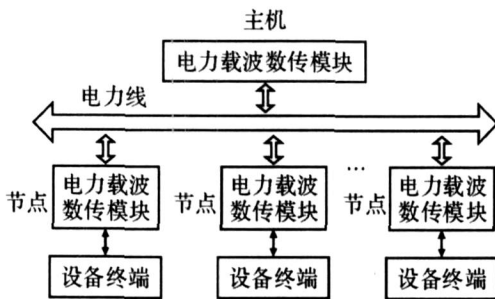 主机
电力载波数传模块
电力线
节点
电力载波
数传模块
节点
电力载波
数传模块
…
节点
电力载波
数传模块
设备终端
设备终端
设备终端